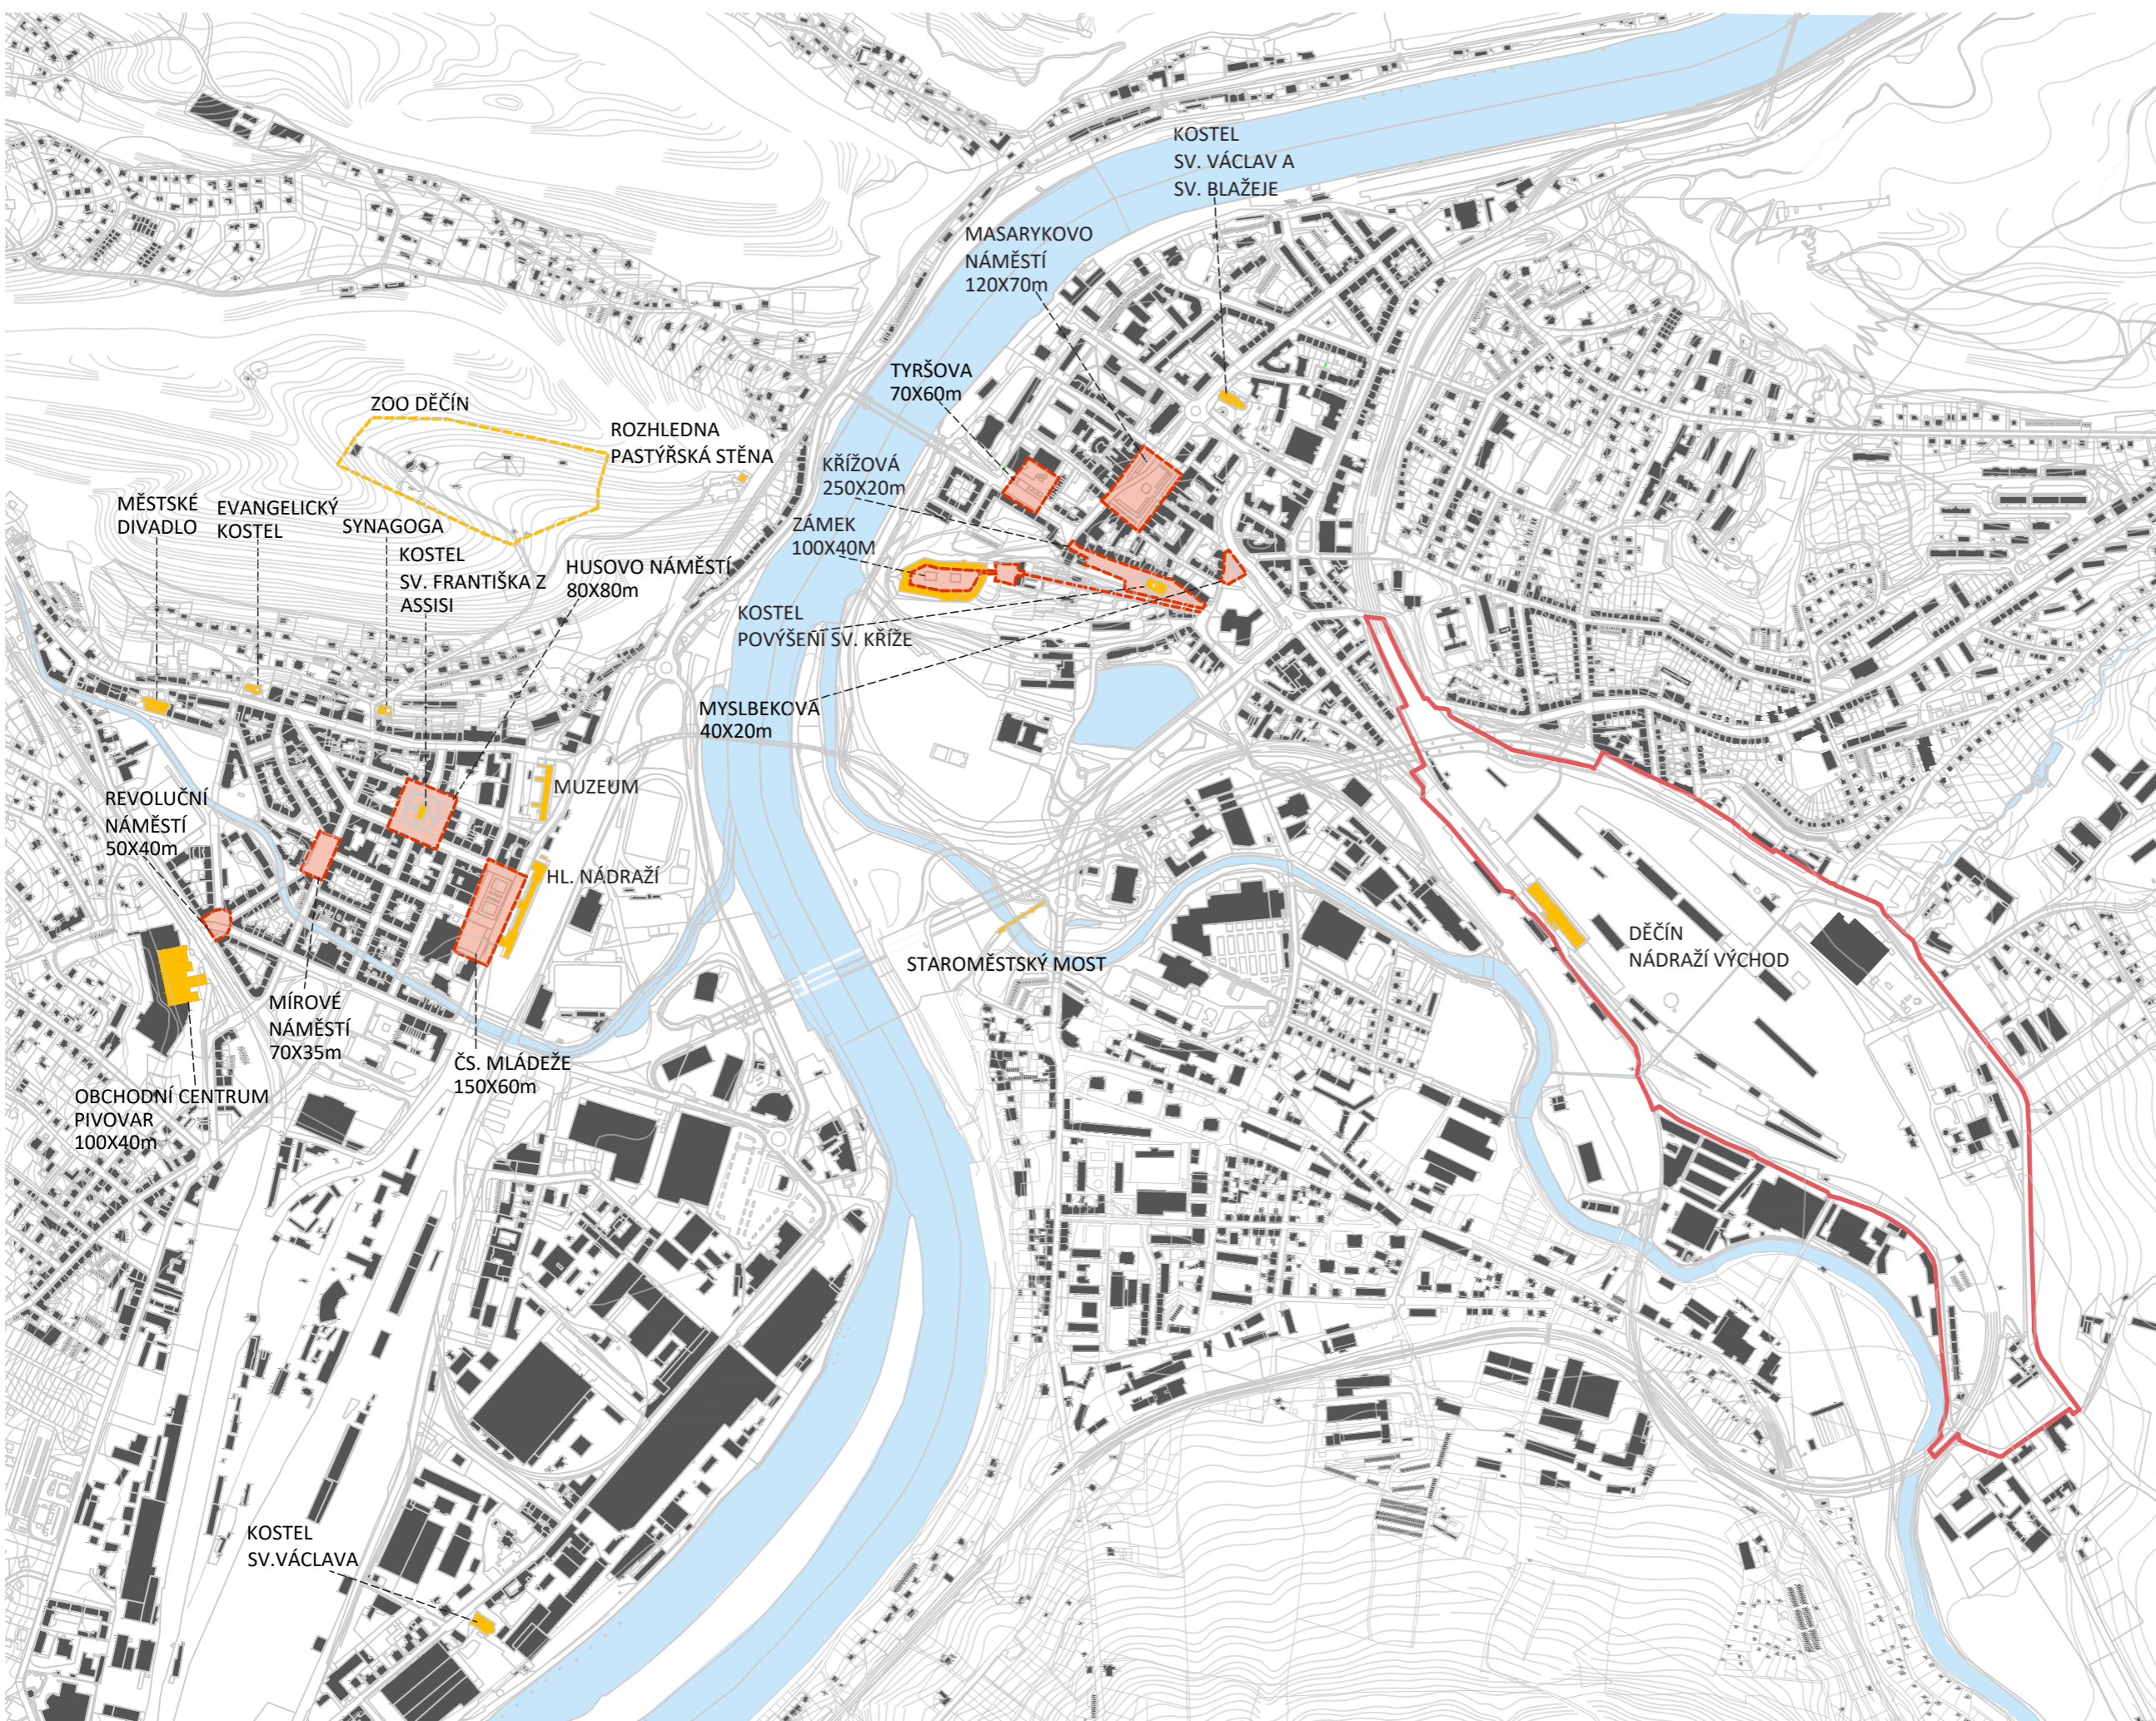 KOSTEL
SV. VÁCLAV A
SV. BLAŽEJE
MASARYKOVO
NÁMĚSTÍ
120X70m
TYRŠOVA
70X60m
ZOO DĚČÍN
ROZHLEDNA
PASTÝŘSKÁ STĚNA
KŘÍŽOVÁ
250X20m
ZÁMEK
100X40M
MĚSTSKÉ
DIVADLO
EVANGELICKÝ
KOSTEL
SYNAGOGA
KOSTEL
SV. FRANTIŠKA Z
ASSISI
HUSOVO NÁMĚSTÍ
80X80m
KOSTEL
POVÝŠENÍ SV. KŘÍŽE
MYSLBEKOVA
40X20m
MUZEUM
REVOLUČNÍ
NÁMĚSTÍ
50X40m
HL. NÁDRAŽÍ
DĚČÍN
NÁDRAŽÍ VÝCHOD
STAROMĚSTSKÝ MOST
MÍROVÉ
NÁMĚSTÍ
70X35m
ČS. MLÁDEŽE
150X60m
OBCHODNÍ CENTRUM
PIVOVAR
100X40m
KOSTEL
SV.VÁCLAVA